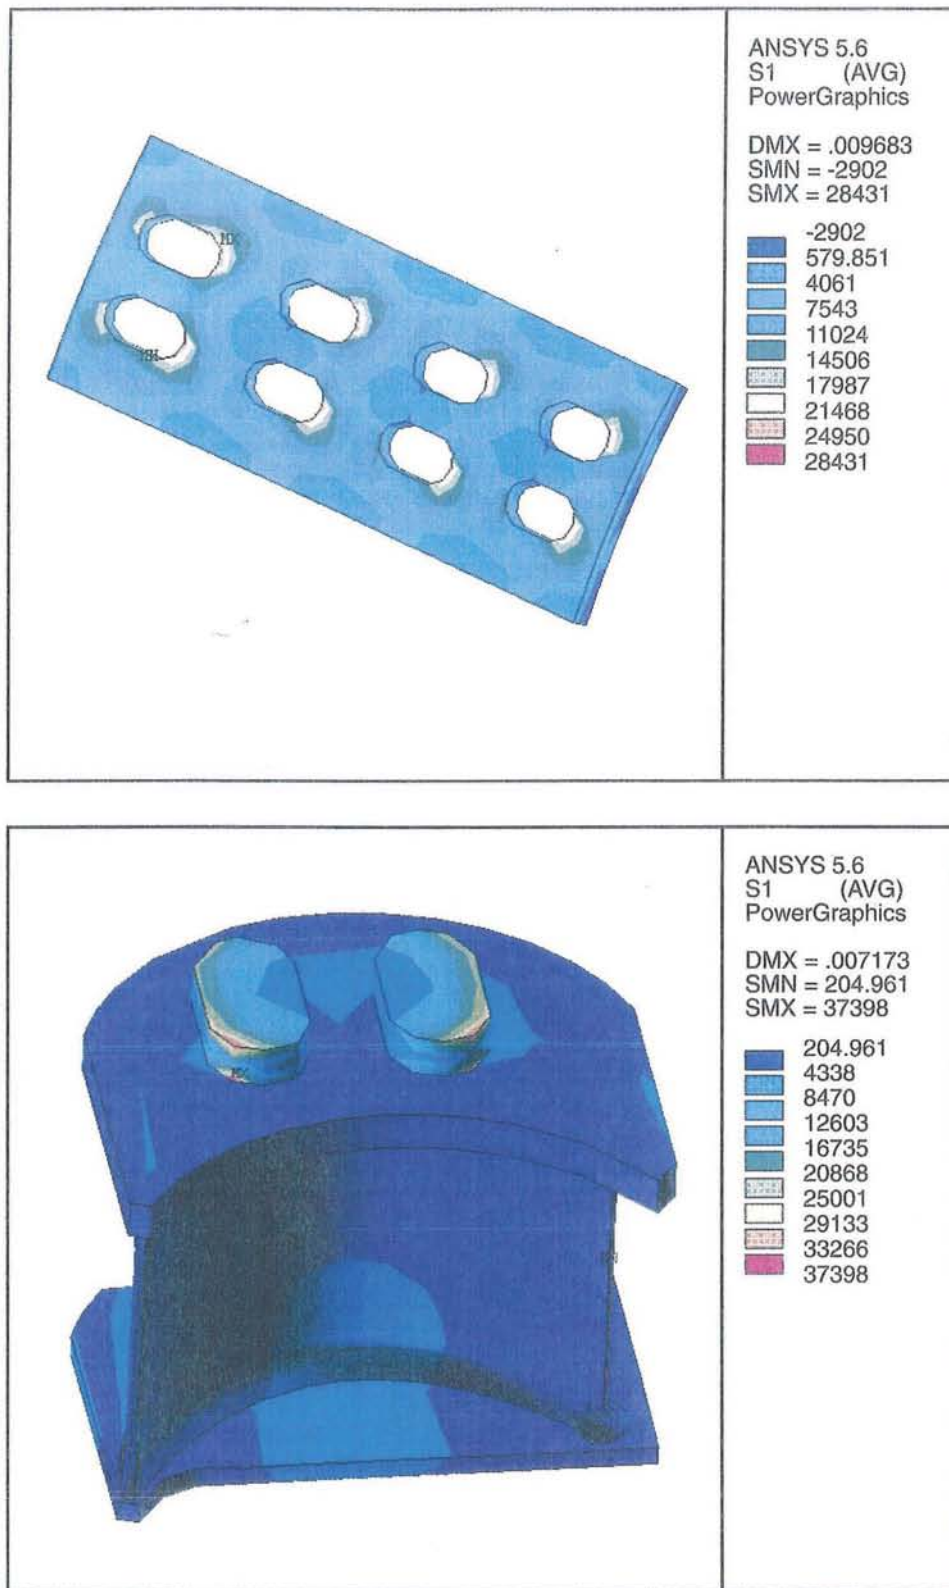 ANSYS 5.6
S1 (AVG)
PowerGraphics
DMX = .009683
SMN = -2902
SMX = 28431
-2902
579.851
4061
7543
11024
14506
17987
21468
24950
28431
ANSYS 5.6
S1 (AVG)
PowerGraphics
DMX = .007173
SMN = 204.961
SMX = 37398
204.961
4338
8470
12603
16735
20868
25001
29133
33266
37398